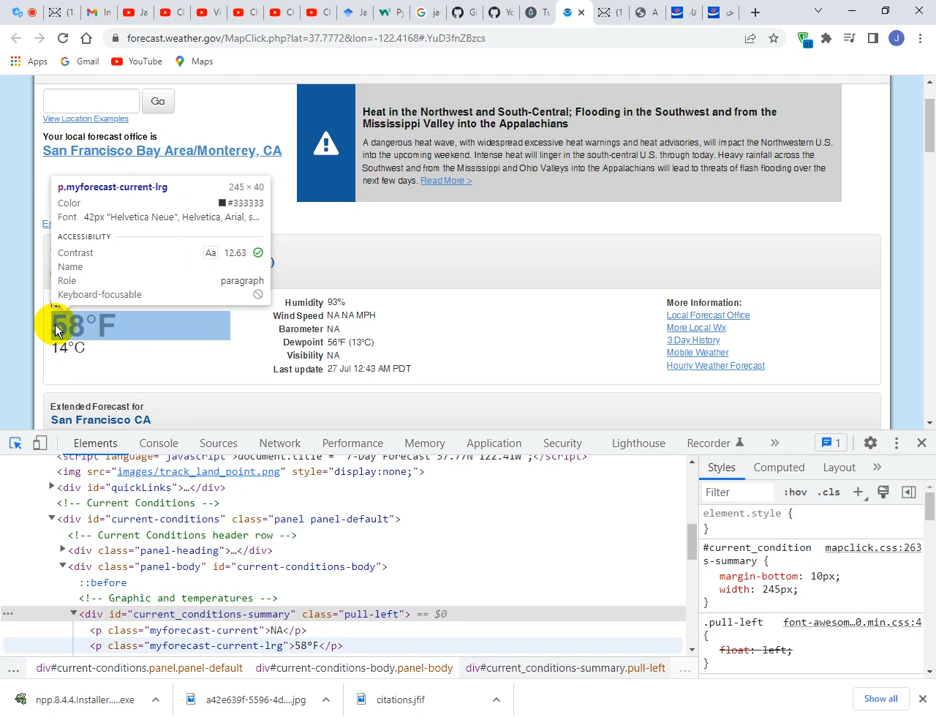 forecast.weather.gov/MapClick.php?lat=37.7772&lon=-122.4168#.YuD3fnZBzcs
Apps Gmail YouTube Maps
Go
View Location Examples
Your local forecast office is
San Francisco Bay Area/Monterey, CA
Heat in the Northwest and South-Central; Flooding in the Southwest and from the
Mississippi Valley into the Appalachians
A dangerous heat wave, with widespread excessive heat warnings and heat advisories, will impact the Northwestern U.S.
into the upcoming weekend. Intense heat will linger in the south-central U.S. through today. Heavy rainfall across the
Southwest and from the Mississippi and Ohio Valleys into the Appalachians will lead to threats of flash flooding over the
next few days. Read More >
p.myforecast-current-lrg 245 × 40
Color #333333
Font 42px "Helvetica Neue", Helvetica, Arial, s...
ACCESSIBILITY
Contrast Aa 12.63
Name
Role paragraph
Keyboard-focusable
58°F
14°C
Humidity 93%
Wind Speed NA NA MPH
Barometer NA
Dewpoint 56°F (13°C)
Visibility NA
Last update 27 Jul 12:43 AM PDT
More Information:
Local Forecast Office
More Local Wx
3 Day History
Mobile Weather
Hourly Weather Forecast
Extended Forecast for
San Francisco CA
Elements Console Sources Network Performance Memory Application Security Lighthouse Recorder » 1
<script language="javascript">document.title = "7-Day Forecast 37.77N 122.41W";</script>
<img src="images/track_land_point.png" style="display:none;">
<div id="quickLinks">…</div>
<!-- Current Conditions -->
<div id="current-conditions" class="panel panel-default">
<!-- Current Conditions header row -->
<div class="panel-heading">…</div>
<div class="panel-body" id="current-conditions-body">
::before
<!-- Graphic and temperatures -->
<div id="current_conditions-summary" class="pull-left"> == $0
<p class="myforecast-current">NA</p>
<p class="myforecast-current-lrg">58°F</p>
... div#current-conditions.panel.panel-default div#current-conditions-body.panel-body div#current_conditions-summary.pull-left ...
Styles Computed Layout »
Filter :hov .cls +
element.style {
}
#current_condition mapclick.css:263
s-summary {
margin-bottom: 10px;
width: 245px;
}
.pull-left font-awesom…0.min.css:4
{
float: left;
}
npp.8.4.4.Installer....exe a42e639f-5596-4d....jpg citations.jfif Show all